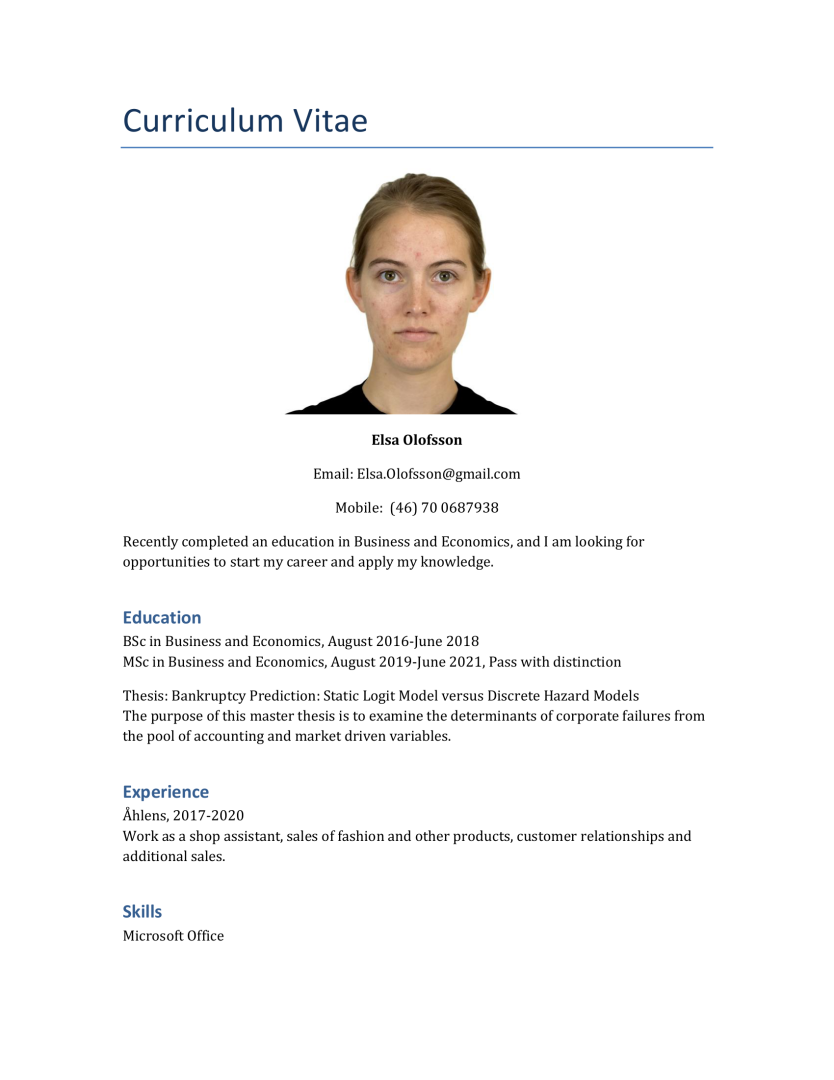 Curriculum Vitae
Elsa Olofsson
Email: Elsa.Olofsson@gmail.com
Mobile:  (46) 70 0687938
Recently completed an education in Business and Economics, and I am looking for
opportunities to start my career and apply my knowledge.
Education
BSc in Business and Economics, August 2016-June 2018
MSc in Business and Economics, August 2019-June 2021, Pass with distinction
Thesis: Bankruptcy Prediction: Static Logit Model versus Discrete Hazard Models
The purpose of this master thesis is to examine the determinants of corporate failures from
the pool of accounting and market driven variables.
Experience
Åhlens, 2017-2020
Work as a shop assistant, sales of fashion and other products, customer relationships and
additional sales.
Skills
Microsoft Office